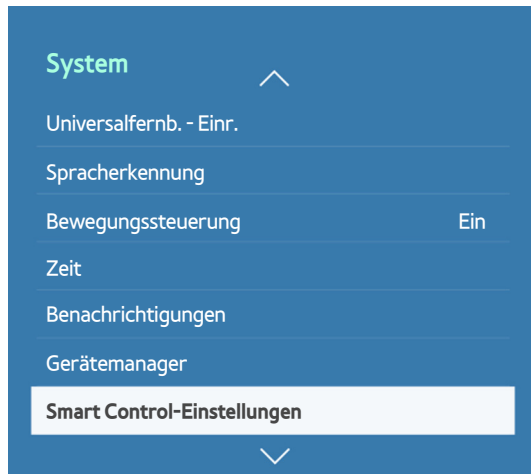 System
Universalfernb. - Einr.
Spracherkennung
Bewegungssteuerung Ein
Zeit
Benachrichtigungen
Gerätemanager
Smart Control-Einstellungen